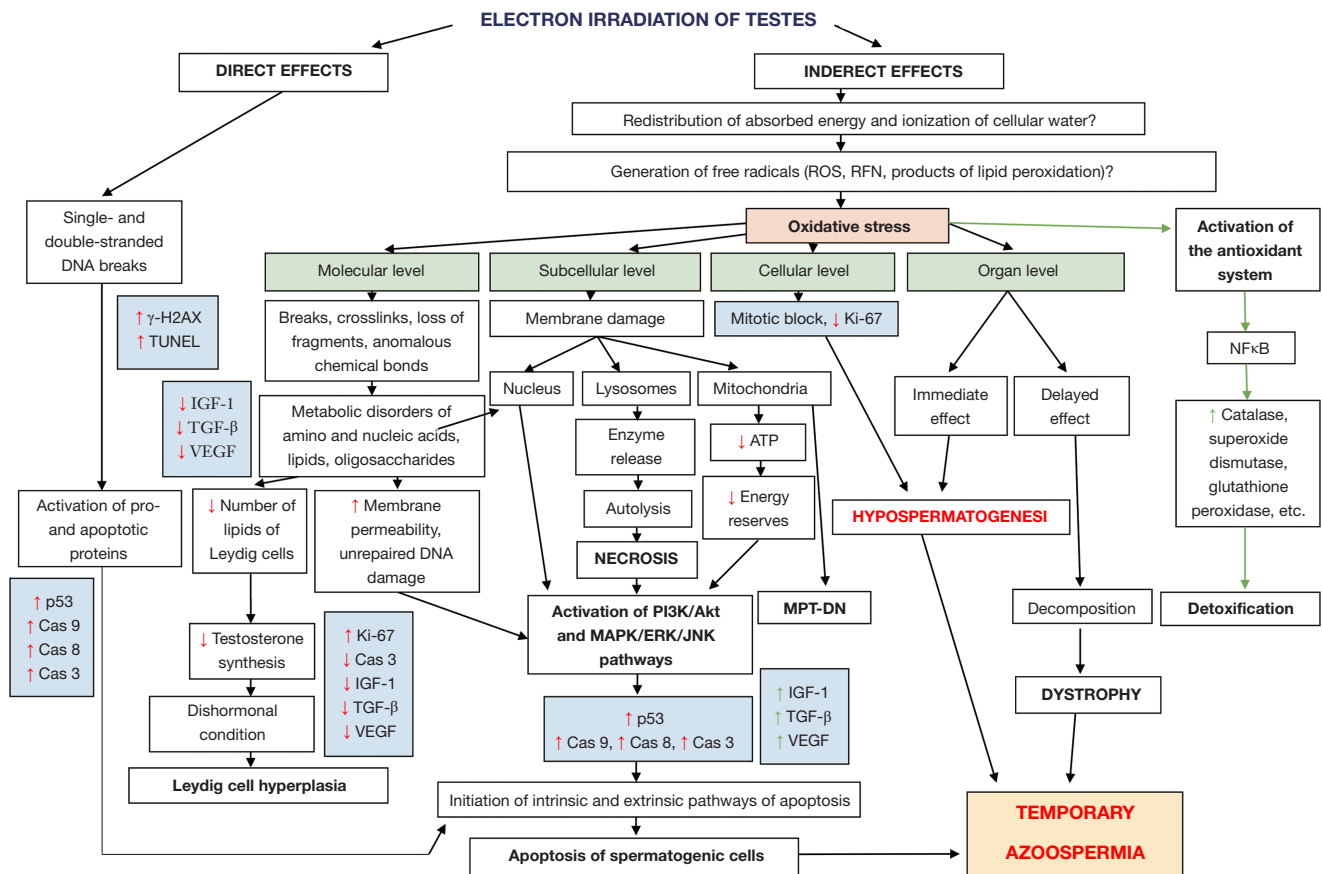 ELECTRON IRRADIATION OF TESTES
DIRECT EFFECTS
INDERECT EFFECTS
Redistribution of absorbed energy and ionization of cellular water?
Generation of free radicals (ROS, RFN, products of lipid peroxidation)?
Single- and
double-stranded
DNA breaks
Oxidative stress
Activation of
the antioxidant
system
Molecular level
Subcellular level
Cellular level
Organ level
↑ γ-H2AX
↑ TUNEL
Breaks, crosslinks, loss of
fragments, anomalous
chemical bonds
Membrane damage
Mitotic block, ↓ Ki-67
NFκB
Nucleus
Lysosomes
Mitochondria
Immediate
effect
Delayed
effect
↓ IGF-1
↓ TGF-β
↓ VEGF
Metabolic disorders of
amino and nucleic acids,
lipids, oligosaccharides
Enzyme
release
↓ ATP
↑ Catalase,
superoxide
dismutase,
glutathione
peroxidase, etc.
Activation of pro-
and apoptotic
proteins
↓ Number of
lipids of
Leydig cells
↑ Membrane
permeability,
unrepaired DNA
damage
Autolysis
↓ Energy
reserves
HYPOSPERMATOGENESI
NECROSIS
↑ p53
↑ Cas 9
↑ Cas 8
↑ Cas 3
Activation of PI3K/Akt
and MAPK/ERK/JNK
pathways
MPT-DN
Decomposition
Detoxification
↓ Testosterone
synthesis
↑ Ki-67
↓ Cas 3
↓ IGF-1
↓ TGF-β
↓ VEGF
DYSTROPHY
Dishormonal
condition
↑ p53
↑ Cas 9, ↑ Cas 8, ↑ Cas 3
↑ IGF-1
↑ TGF-β
↑ VEGF
Leydig cell hyperplasia
Initiation of intrinsic and extrinsic pathways of apoptosis
TEMPORARY
AZOOSPERMIA
Apoptosis of spermatogenic cells